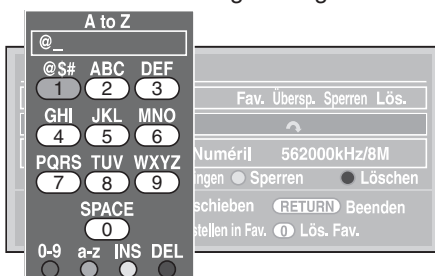 A to Z
@_
@$# ABC DEF
1 2 3
GHI JKL MNO
4 5 6
PQRS TUV WXYZ
7 8 9
SPACE
0
0-9 a-z INS DEL
Fav. Übersp. Sperren Lös.
Numéril 562000kHz/8M
ngen Sperren Löschen
schieben RETURN Beenden
stellen in Fav. 0 Lös. Fav.